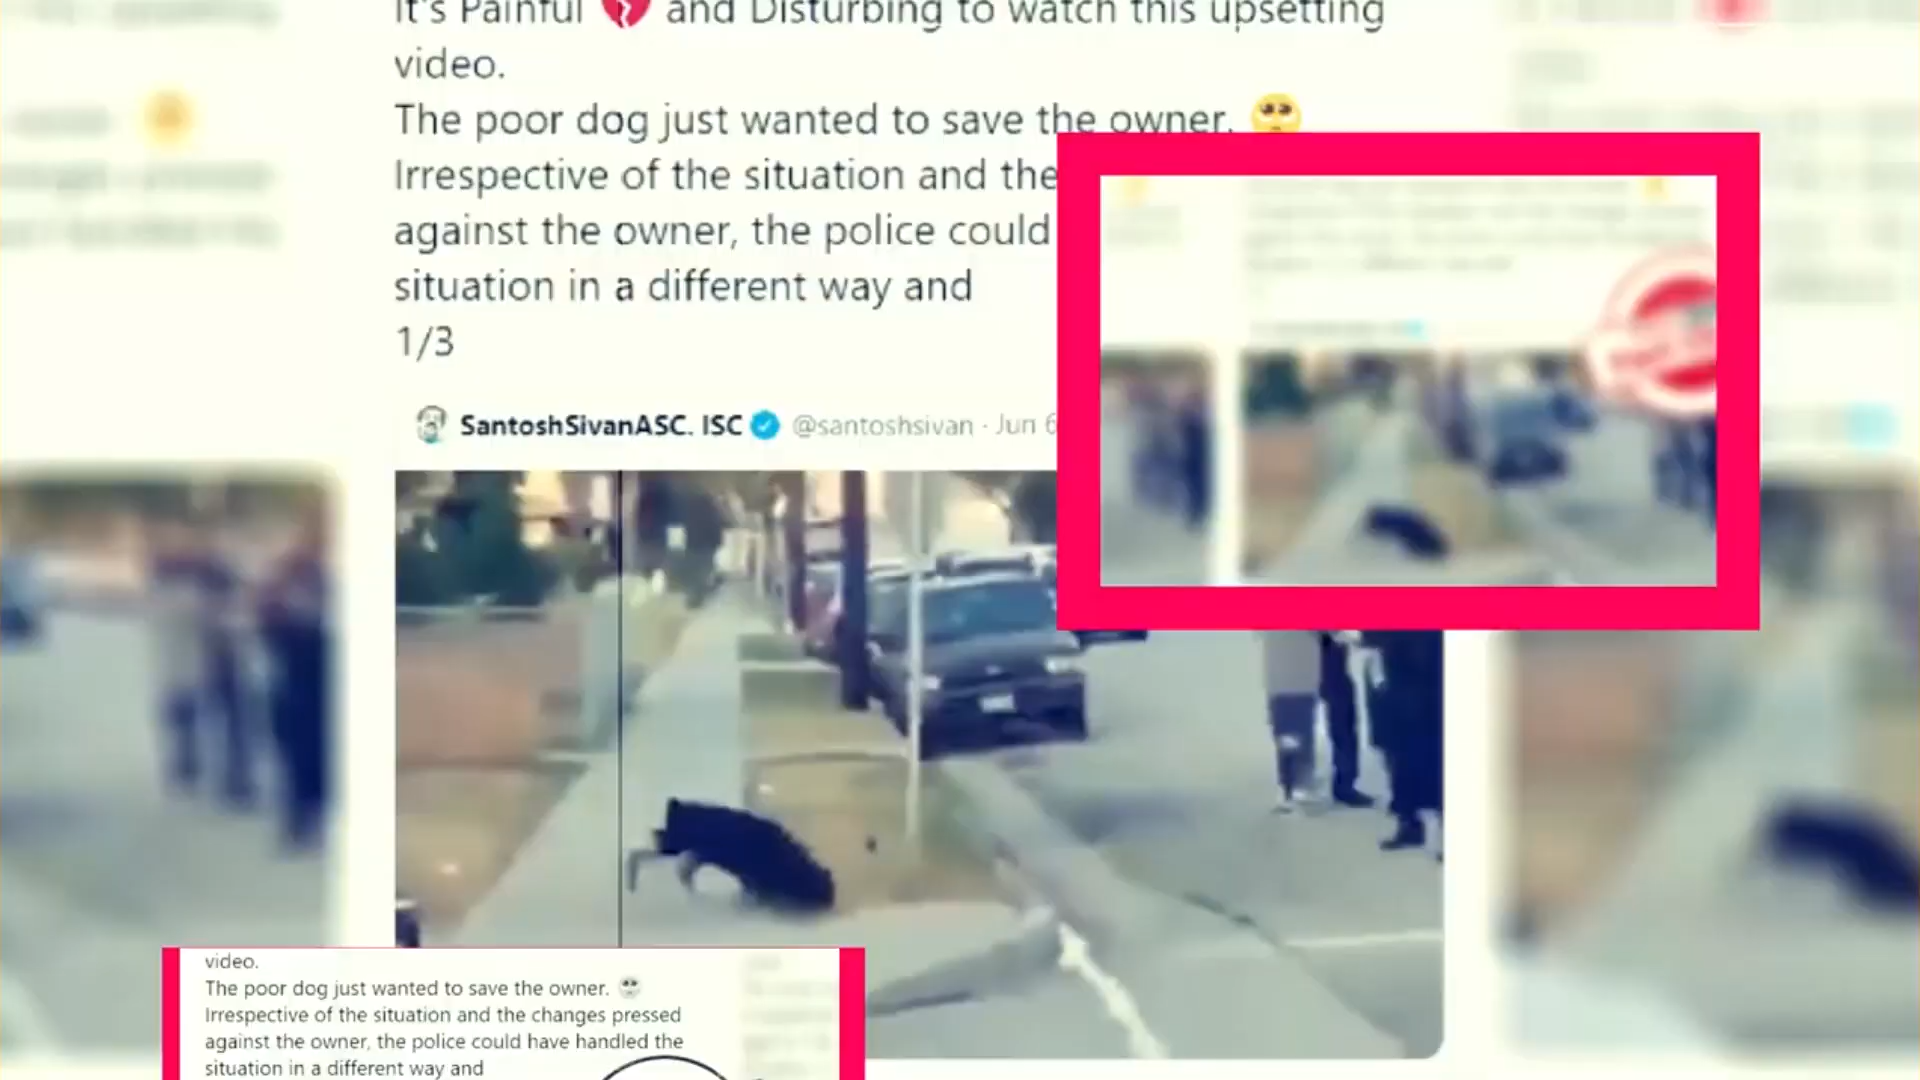 It's Painful 💔 and Disturbing to watch this upsetting
video.
The poor dog just wanted to save the owner. 🥺
Irrespective of the situation and the
against the owner, the police could
situation in a different way and
1/3
SantoshSivanASC. ISC @santoshsivan · Jun 6
video.
The poor dog just wanted to save the owner. 🥺
Irrespective of the situation and the changes pressed
against the owner, the police could have handled the
situation in a different way and